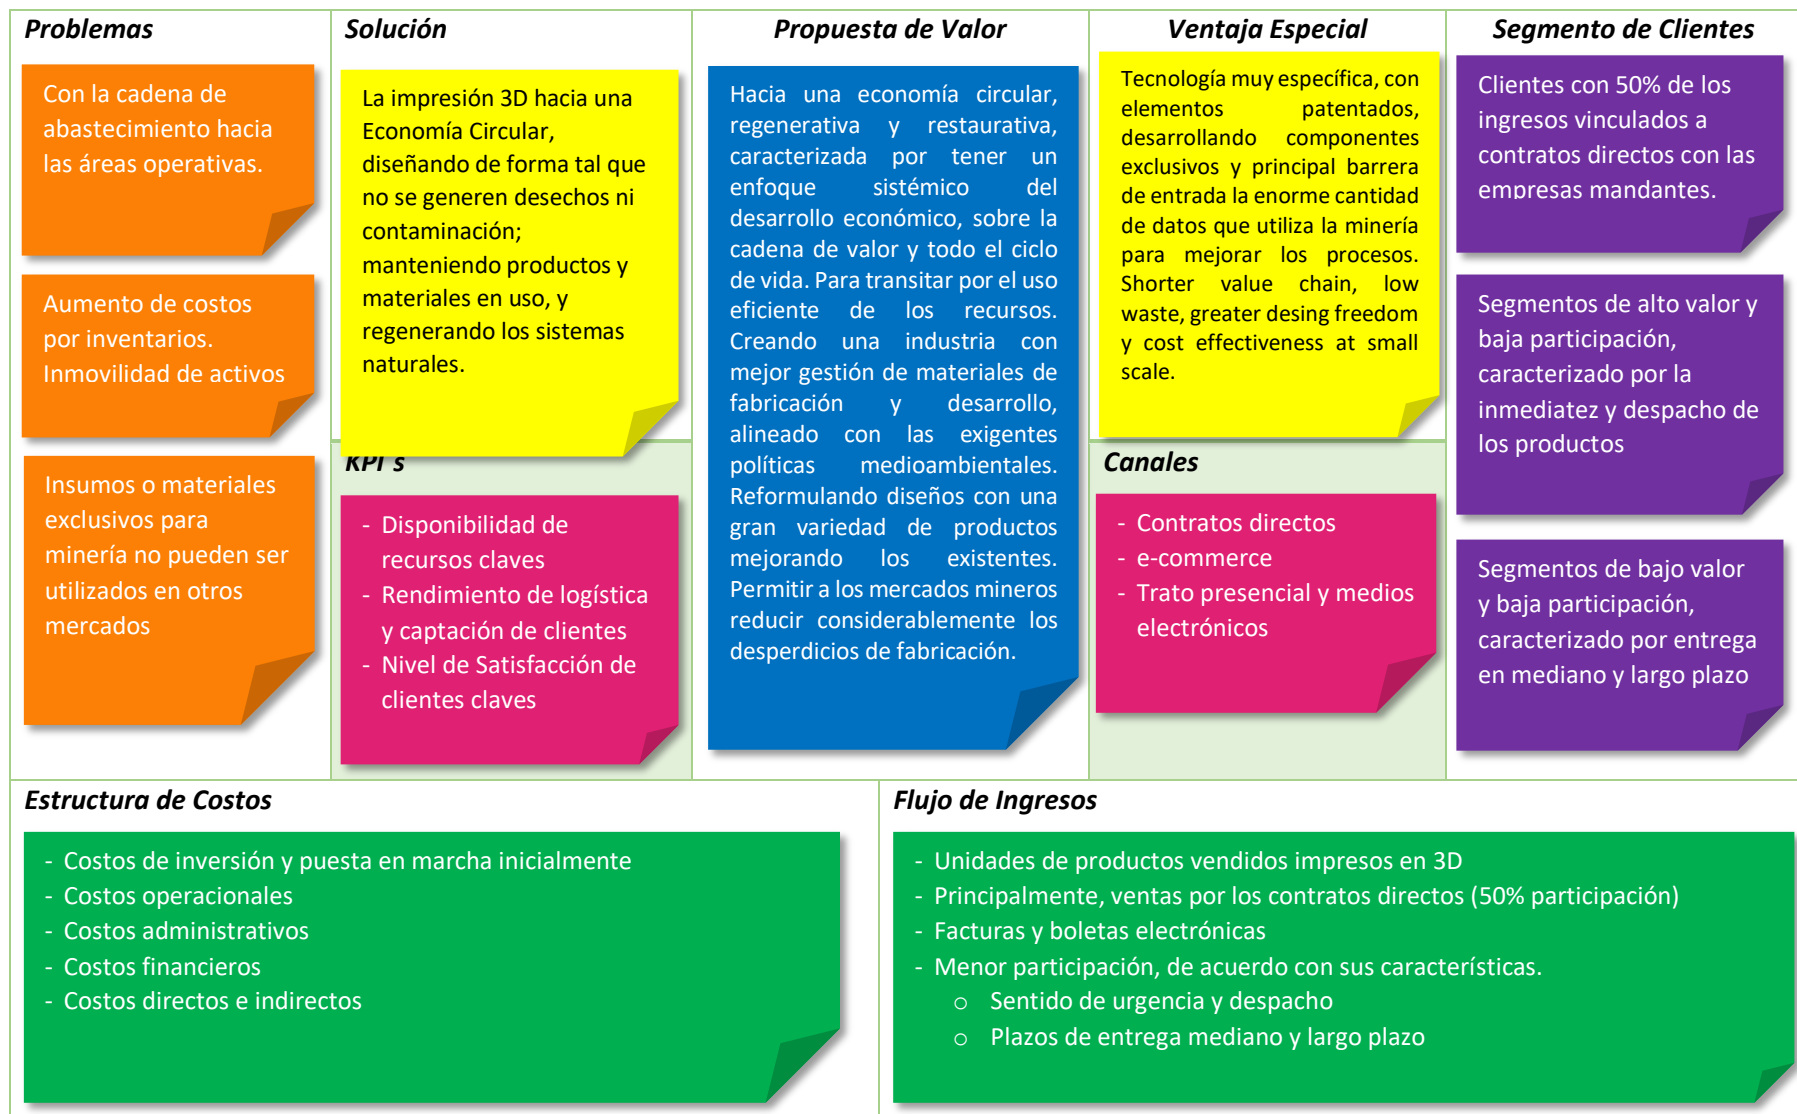 Problemas
Con la cadena de
abastecimiento hacia
las áreas operativas.
Aumento de costos
por inventarios.
Inmovilidad de activos
Insumos o materiales
exclusivos para
minería no pueden ser
utilizados en otros
mercados
Solución
La impresión 3D hacia una
Economía Circular,
diseñando de forma tal que
no se generen desechos ni
contaminación;
manteniendo productos y
materiales en uso, y
regenerando los sistemas
naturales.
KPI's
- Disponibilidad de
recursos claves
- Rendimiento de logística
y captación de clientes
- Nivel de Satisfacción de
clientes claves
Propuesta de Valor
Hacia una economía circular,
regenerativa y restaurativa,
caracterizada por tener un
enfoque sistémico del
desarrollo económico, sobre la
cadena de valor y todo el ciclo
de vida. Para transitar por el uso
eficiente de los recursos.
Creando una industria con
mejor gestión de materiales de
fabricación y desarrollo,
alineado con las exigentes
políticas medioambientales.
Reformulando diseños con una
gran variedad de productos
mejorando los existentes.
Permitir a los mercados mineros
reducir considerablemente los
desperdicios de fabricación.
Ventaja Especial
Tecnología muy específica, con
elementos patentados,
desarrollando componentes
exclusivos y principal barrera
de entrada la enorme cantidad
de datos que utiliza la minería
para mejorar los procesos.
Shorter value chain, low
waste, greater desing freedom
y cost effectiveness at small
scale.
Canales
- Contratos directos
- e-commerce
- Trato presencial y medios
electrónicos
Segmento de Clientes
Clientes con 50% de los
ingresos vinculados a
contratos directos con las
empresas mandantes.
Segmentos de alto valor y
baja participación,
caracterizado por la
inmediatez y despacho de
los productos
Segmentos de bajo valor
y baja participación,
caracterizado por entrega
en mediano y largo plazo
Estructura de Costos
- Costos de inversión y puesta en marcha inicialmente
- Costos operacionales
- Costos administrativos
- Costos financieros
- Costos directos e indirectos
Flujo de Ingresos
- Unidades de productos vendidos impresos en 3D
- Principalmente, ventas por los contratos directos (50% participación)
- Facturas y boletas electrónicas
- Menor participación, de acuerdo con sus características.
o Sentido de urgencia y despacho
o Plazos de entrega mediano y largo plazo